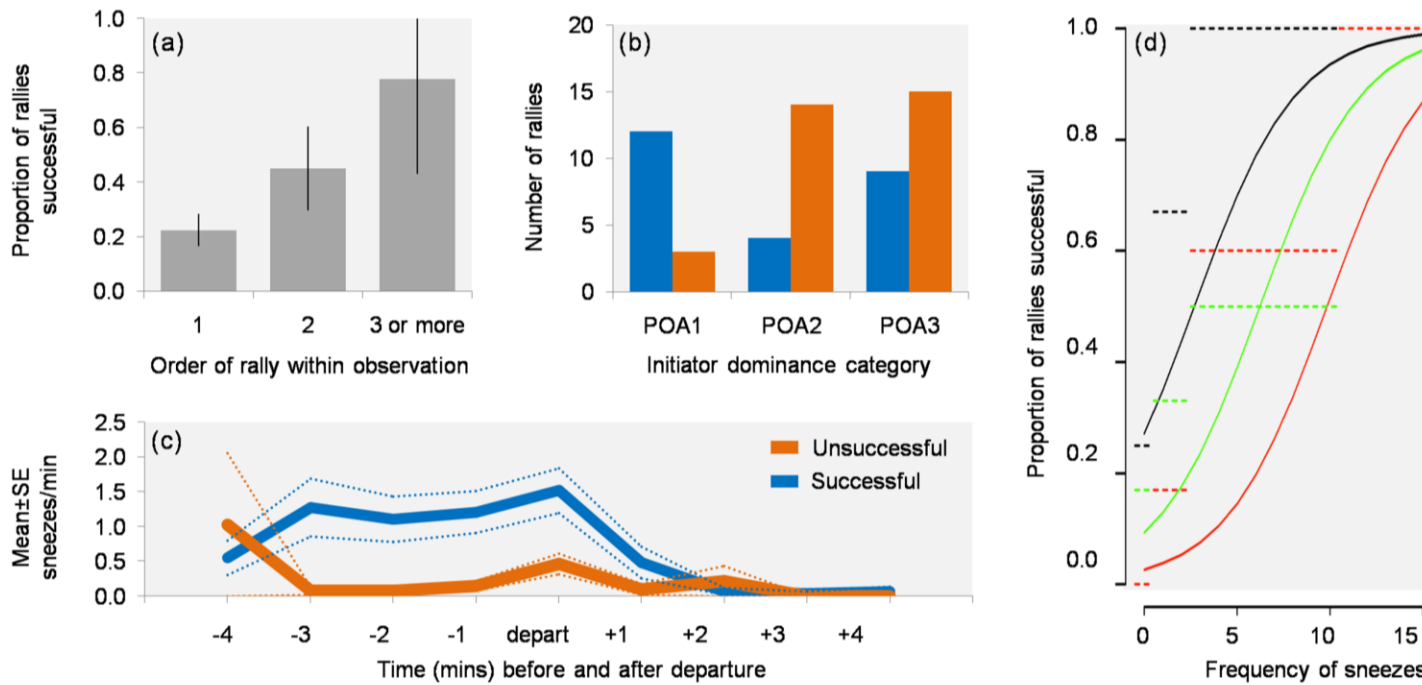 (a)
Proportion of rallies
successful
1.0
0.8
0.6
0.4
0.2
0.0
1 2 3 or more
Order of rally within observation
(b)
Number of rallies
20
15
10
5
0
POA1 POA2 POA3
Initiator dominance category
(c)
Mean±SE
sneezes/min
2.5
2.0
1.5
1.0
0.5
0.0
Unsuccessful
Successful
-4 -3 -2 -1 depart +1 +2 +3 +4
Time (mins) before and after departure
(d)
Proportion of rallies successful
1.0
0.8
0.6
0.4
0.2
0.0
0 5 10 15
Frequency of sneezes